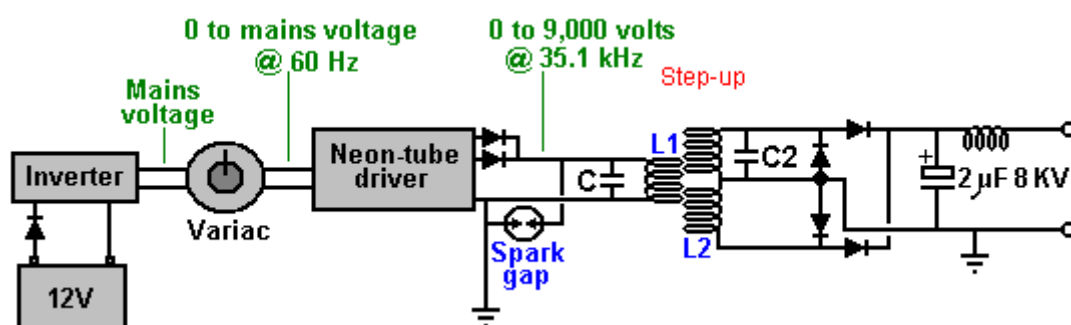 0 to mains voltage
@ 60 Hz
0 to 9,000 volts
@ 35.1 kHz
Step-up
Mains
voltage
Inverter
Variac
Neon-tube
driver
C
L1
C2
L2
+
2 µF 8 KV
Spark
gap
12V